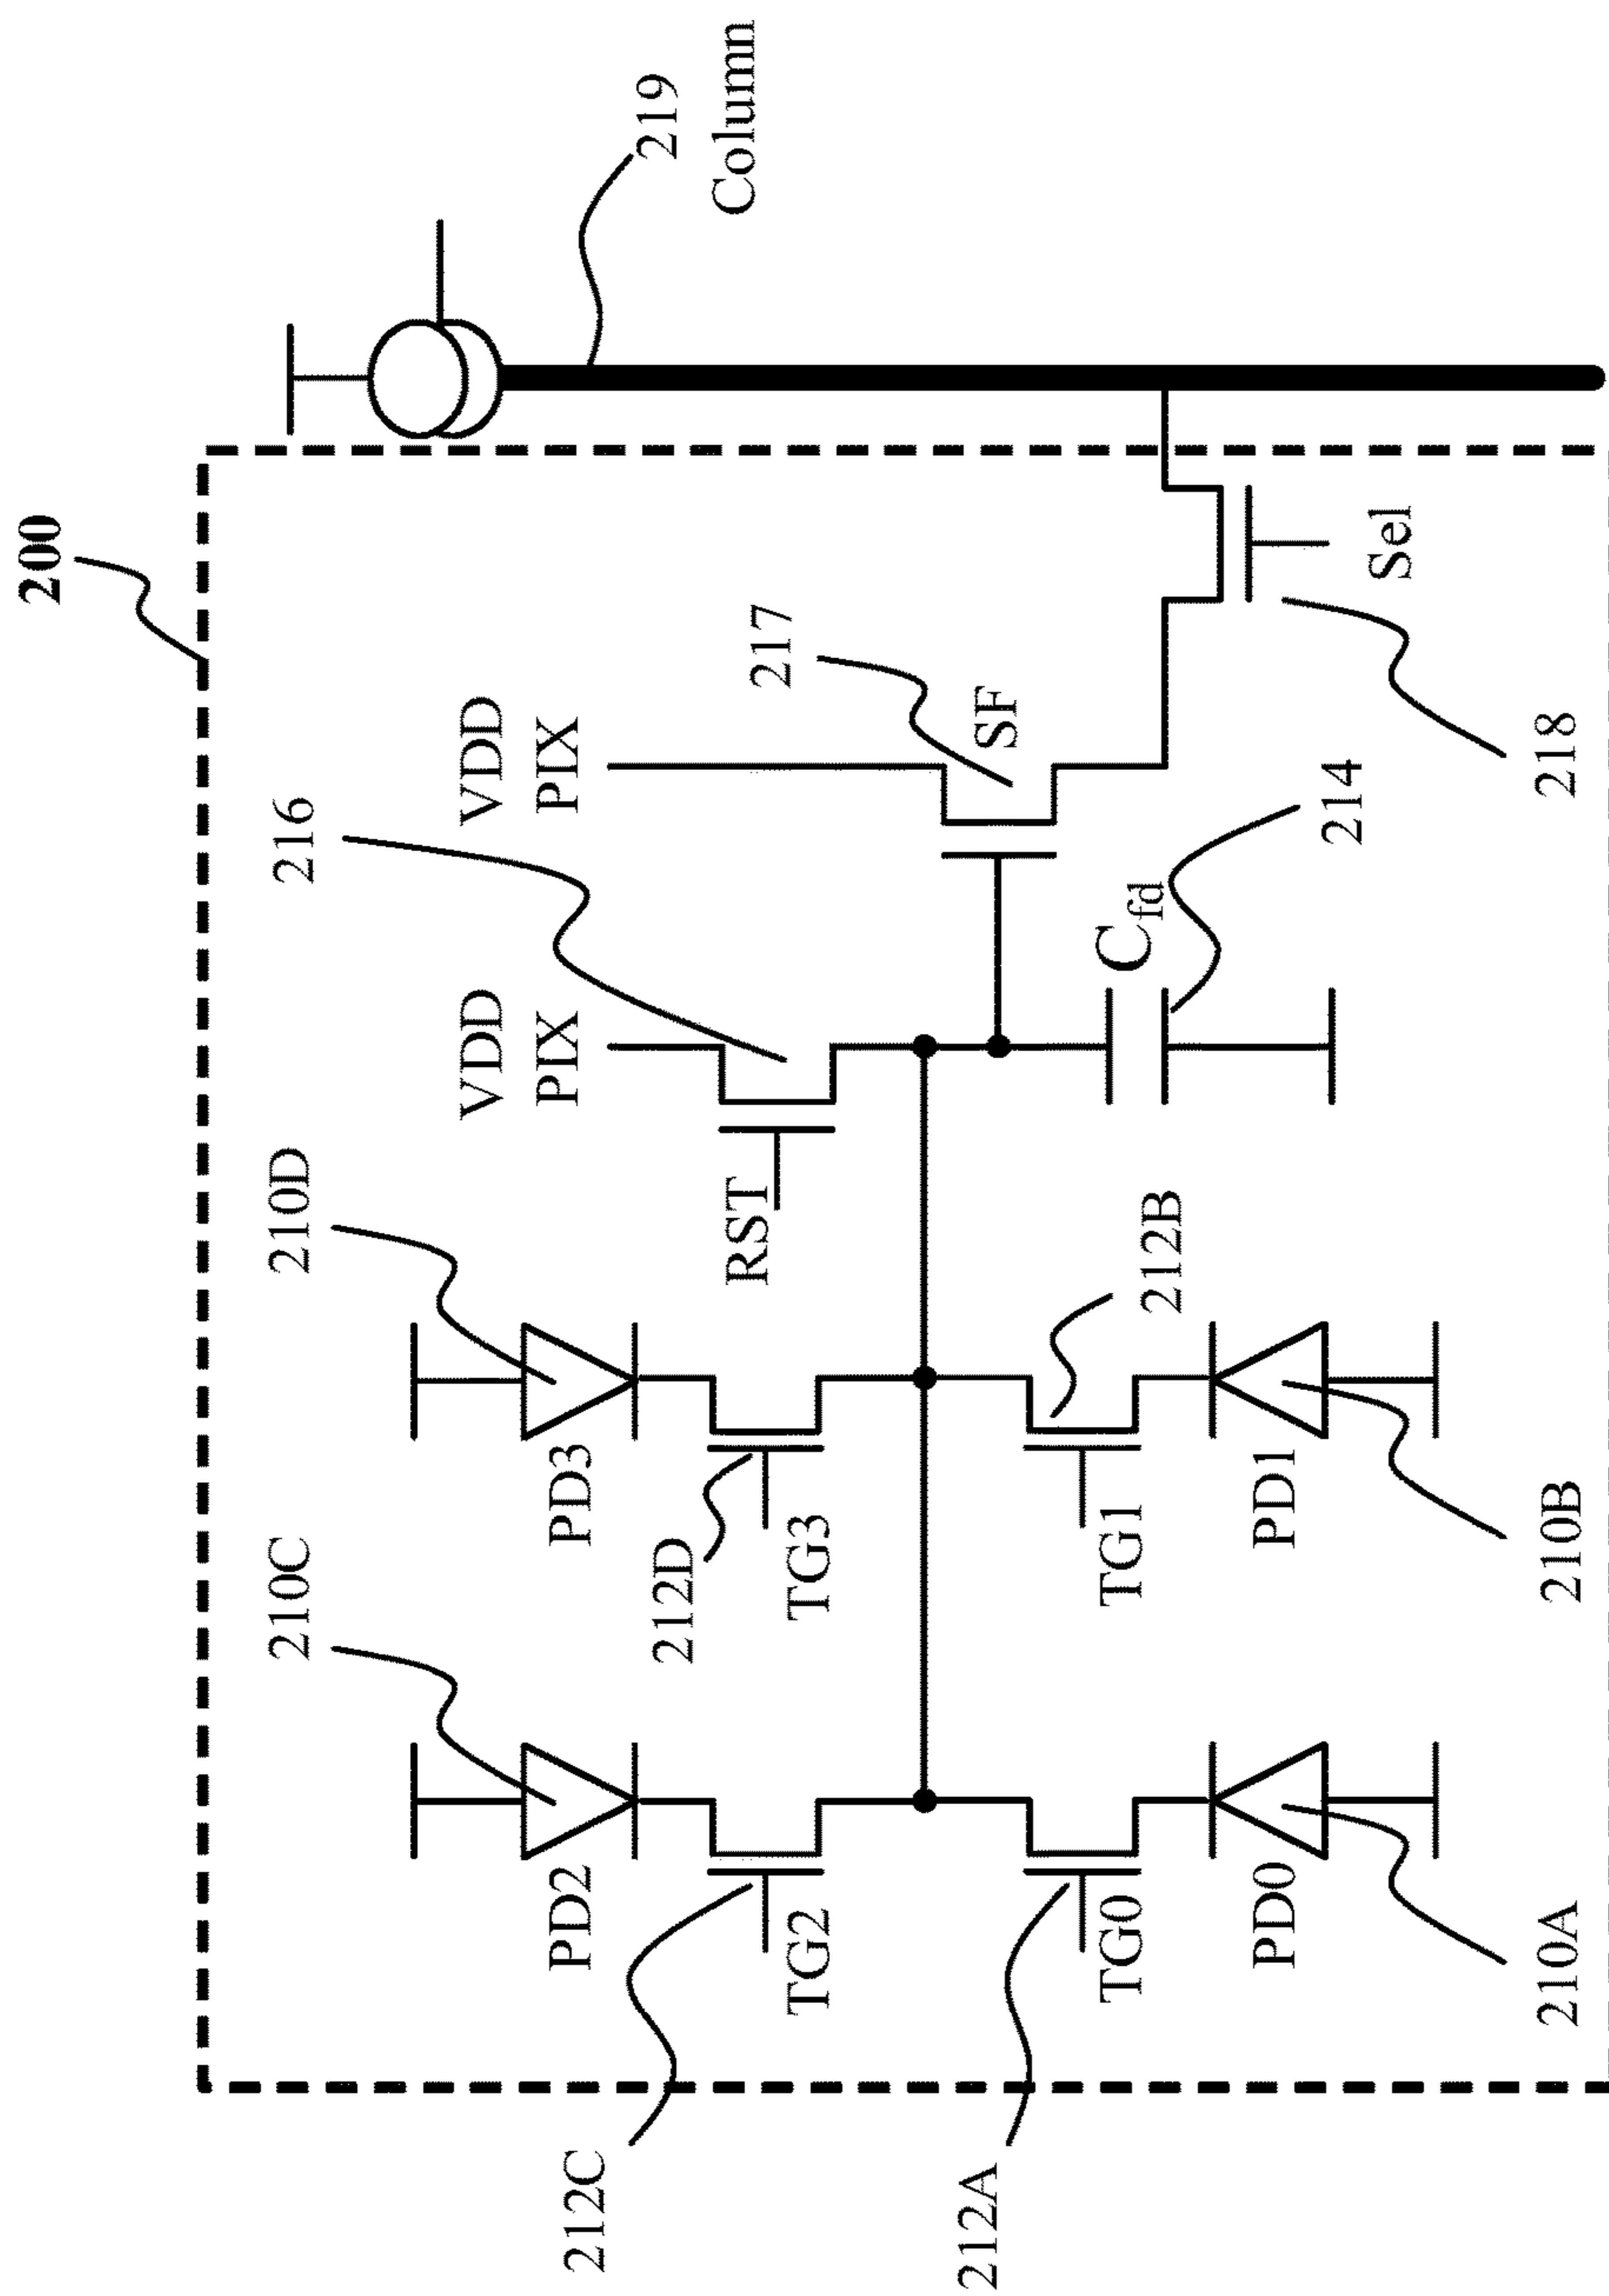 200
210C
210D
216
VDD
PIX
VDD
PIX
212C
PD2
PD3
212D
219
Column
RST
217
TG2
TG3
212A
SF
TG0
TG1
212B
Cfd
PD0
PD1
214
Sel
210A
210B
218